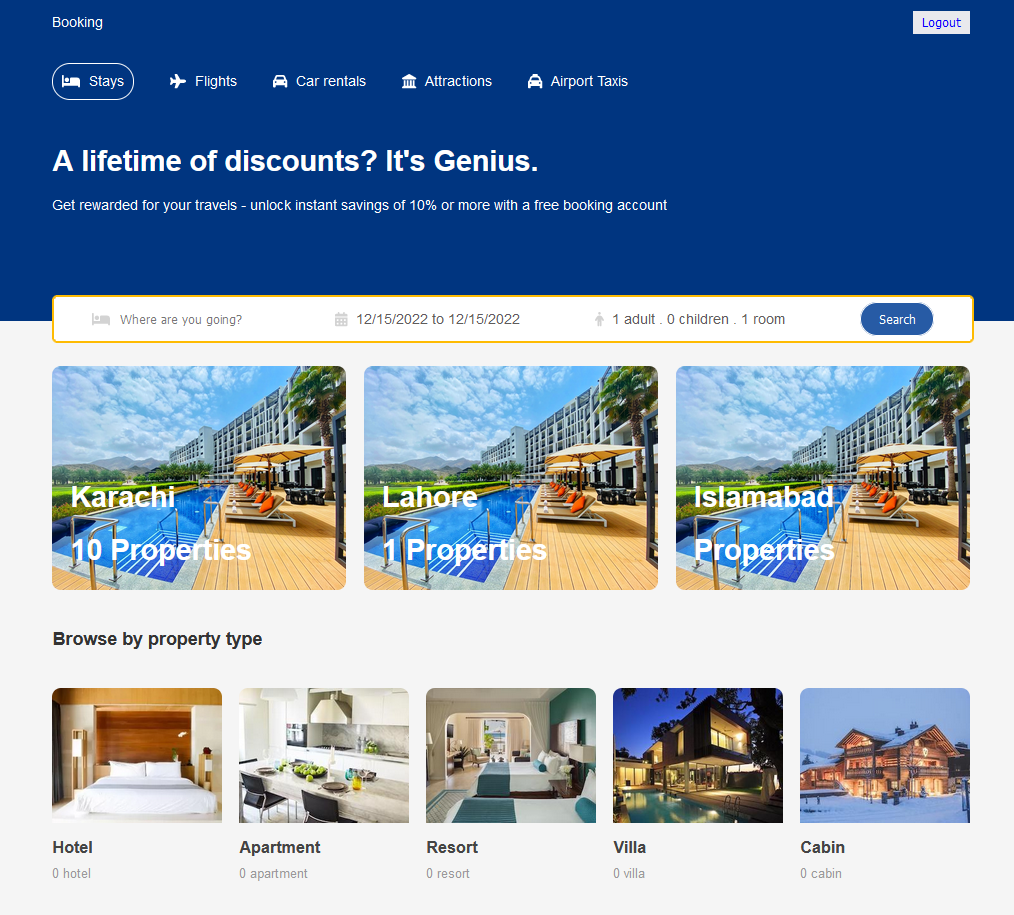 Booking
Logout
Stays Flights Car rentals Attractions Airport Taxis
A lifetime of discounts? It's Genius.
Get rewarded for your travels - unlock instant savings of 10% or more with a free booking account
Where are you going? 12/15/2022 to 12/15/2022 1 adult . 0 children . 1 room Search
Karachi
10 Properties
Lahore
1 Properties
Islamabad
Properties
Browse by property type
Hotel
0 hotel
Apartment
0 apartment
Resort
0 resort
Villa
0 villa
Cabin
0 cabin